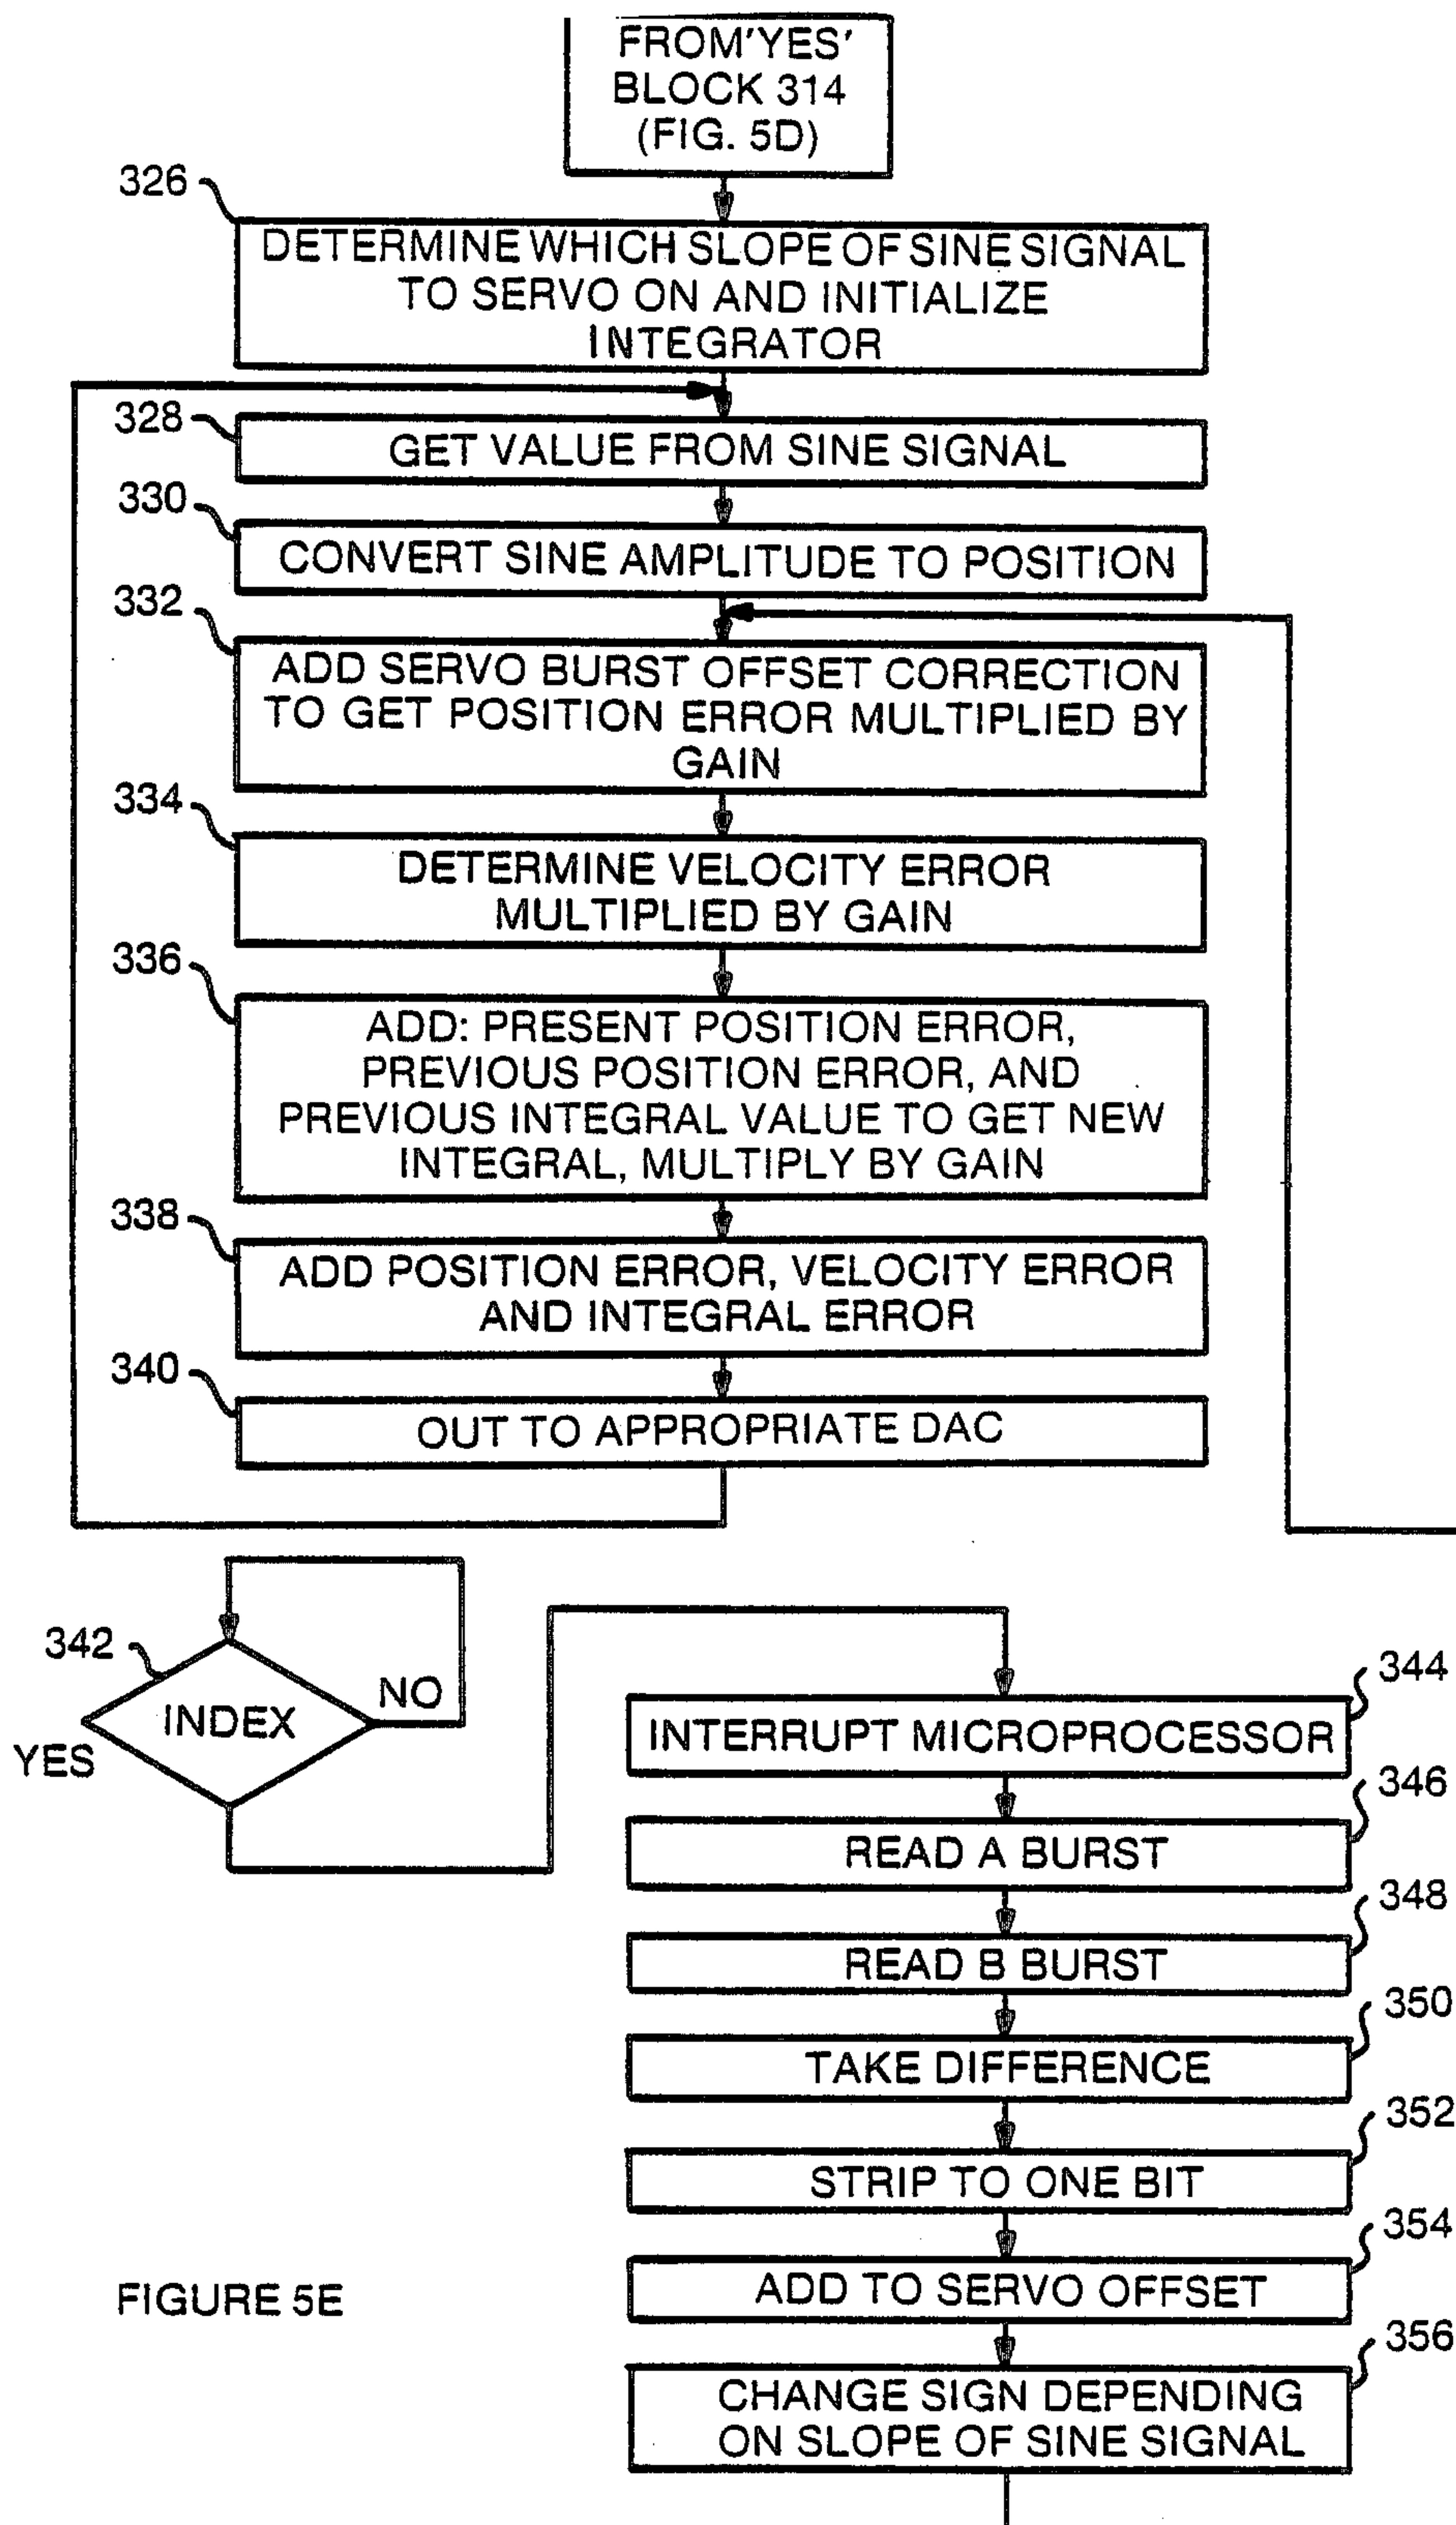 FROM 'YES'
BLOCK 314
(FIG. 5D)
326
DETERMINE WHICH SLOPE OF SINE SIGNAL
TO SERVO ON AND INITIALIZE
INTEGRATOR
328
GET VALUE FROM SINE SIGNAL
330
CONVERT SINE AMPLITUDE TO POSITION
332
ADD SERVO BURST OFFSET CORRECTION
TO GET POSITION ERROR MULTIPLIED BY
GAIN
334
DETERMINE VELOCITY ERROR
MULTIPLIED BY GAIN
336
ADD: PRESENT POSITION ERROR,
PREVIOUS POSITION ERROR, AND
PREVIOUS INTEGRAL VALUE TO GET NEW
INTEGRAL, MULTIPLY BY GAIN
338
ADD POSITION ERROR, VELOCITY ERROR
AND INTEGRAL ERROR
340
OUT TO APPROPRIATE DAC
342
INDEX
NO
YES
344
INTERRUPT MICROPROCESSOR
346
READ A BURST
348
READ B BURST
350
TAKE DIFFERENCE
352
STRIP TO ONE BIT
354
ADD TO SERVO OFFSET
356
CHANGE SIGN DEPENDING
ON SLOPE OF SINE SIGNAL
FIGURE 5E